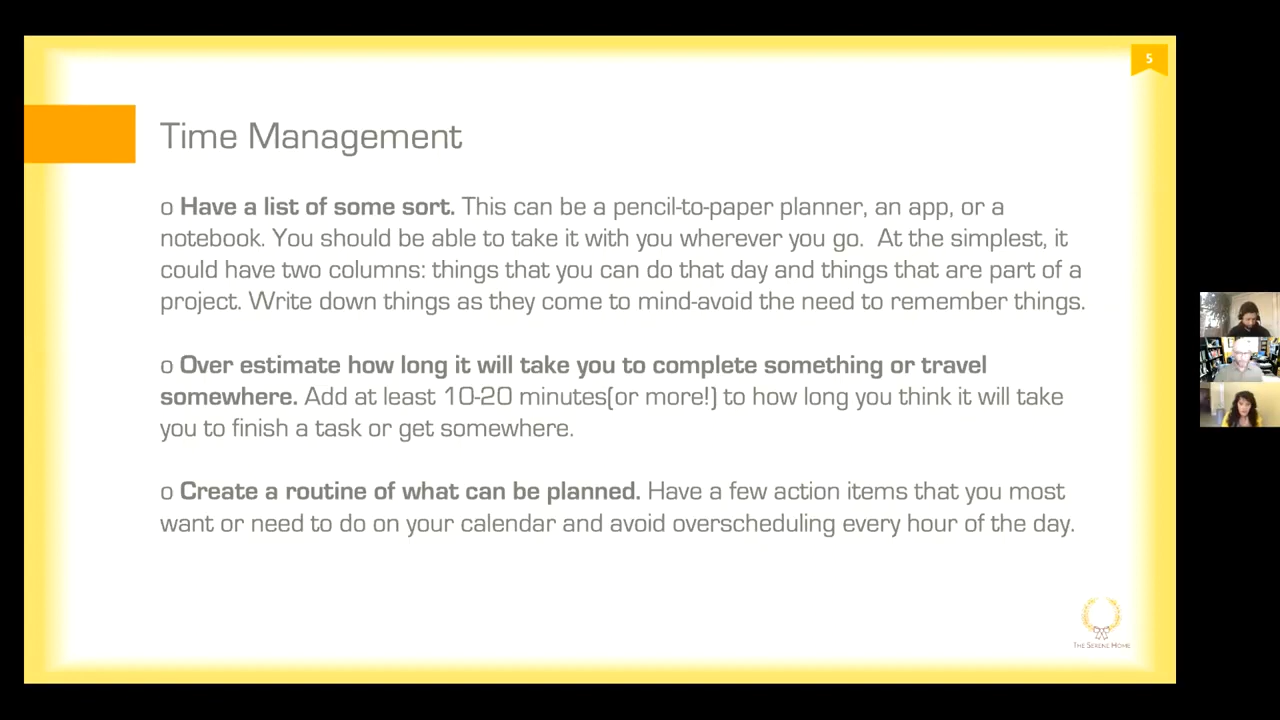 5
Time Management
o Have a list of some sort. This can be a pencil-to-paper planner, an app, or a
notebook. You should be able to take it with you wherever you go.  At the simplest, it
could have two columns: things that you can do that day and things that are part of a
project. Write down things as they come to mind-avoid the need to remember things.
o Over estimate how long it will take you to complete something or travel
somewhere. Add at least 10-20 minutes(or more!) to how long you think it will take
you to finish a task or get somewhere.
o Create a routine of what can be planned. Have a few action items that you most
want or need to do on your calendar and avoid overscheduling every hour of the day.
The Serene Home